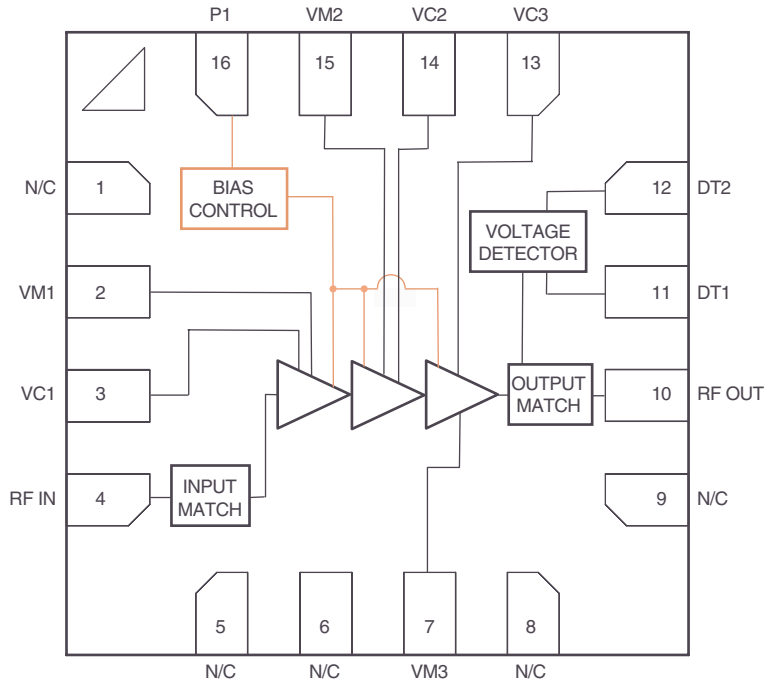 P1 VM2 VC2 VC3
16 15 14 13
N/C 1
BIAS
CONTROL
12 DT2
VOLTAGE
DETECTOR
VM1 2
11 DT1
VC1 3
OUTPUT
MATCH
10 RF OUT
RF IN 4
INPUT
MATCH
9 N/C
5 6 7 8
N/C N/C VM3 N/C